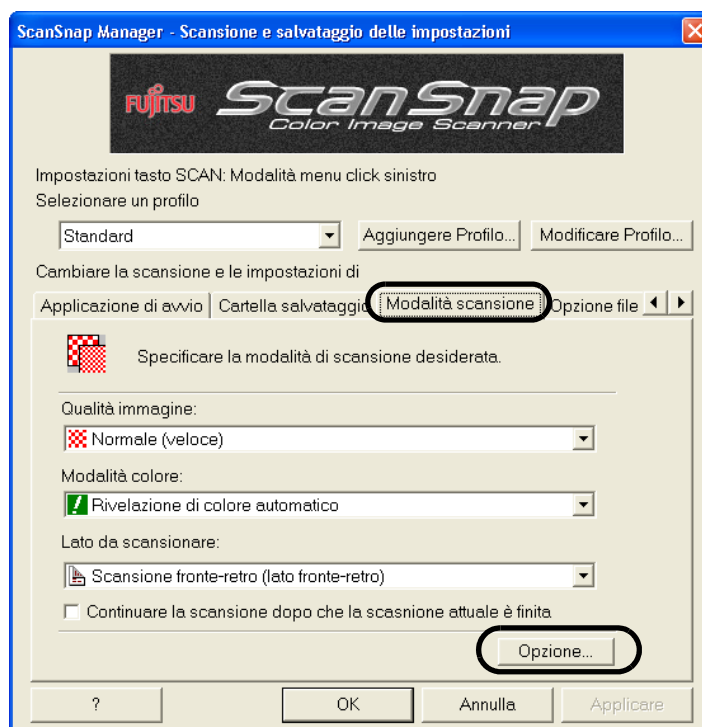 ScanSnap Manager - Scansione e salvataggio delle impostazioni
FUJITSU ScanSnap
Color Image Scanner
Impostazioni tasto SCAN: Modalità menu click sinistro
Selezionare un profilo
Standard Aggiungere Profilo... Modificare Profilo...
Cambiare la scansione e le impostazioni di
Applicazione di avvio Cartella salvataggio Modalità scansione Opzione file
Specificare la modalità di scansione desiderata.
Qualità immagine:
Normale (veloce)
Modalità colore:
Rivelazione di colore automatico
Lato da scansionare:
Scansione fronte-retro (lato fronte-retro)
Continuare la scansione dopo che la scasnione attuale è finita
Opzione...
? OK Annulla Applicare